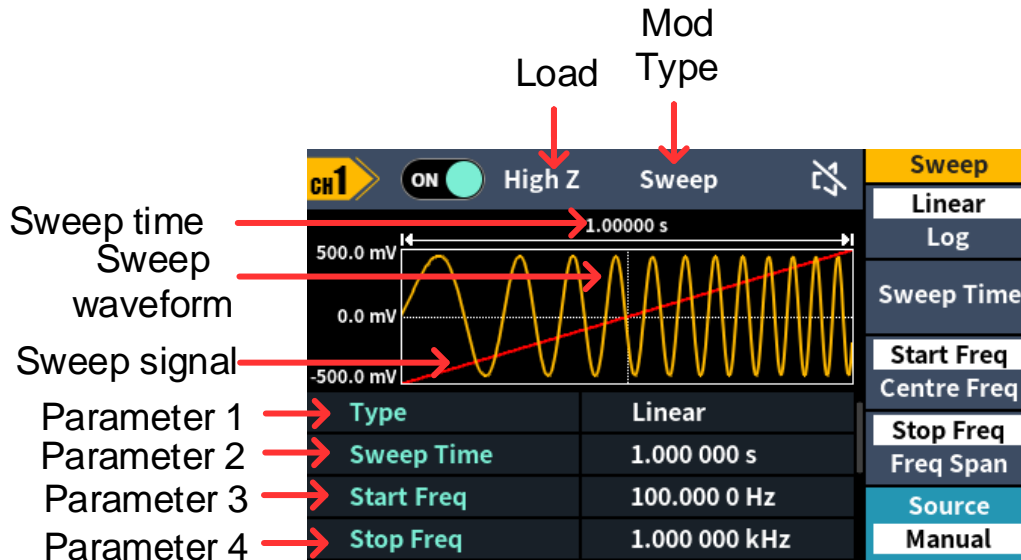 Mod
Type
Load
CH1
ON
High Z
Sweep
Sweep
Linear
Log
Sweep Time
Start Freq
Centre Freq
Stop Freq
Freq Span
Source
Manual
Sweep time
1.00000 s
Sweep
waveform
500.0 mV
0.0 mV
Sweep signal
-500.0 mV
Parameter 1
Type
Linear
Parameter 2
Sweep Time
1.000 000 s
Parameter 3
Start Freq
100.000 0 Hz
Parameter 4
Stop Freq
1.000 000 kHz